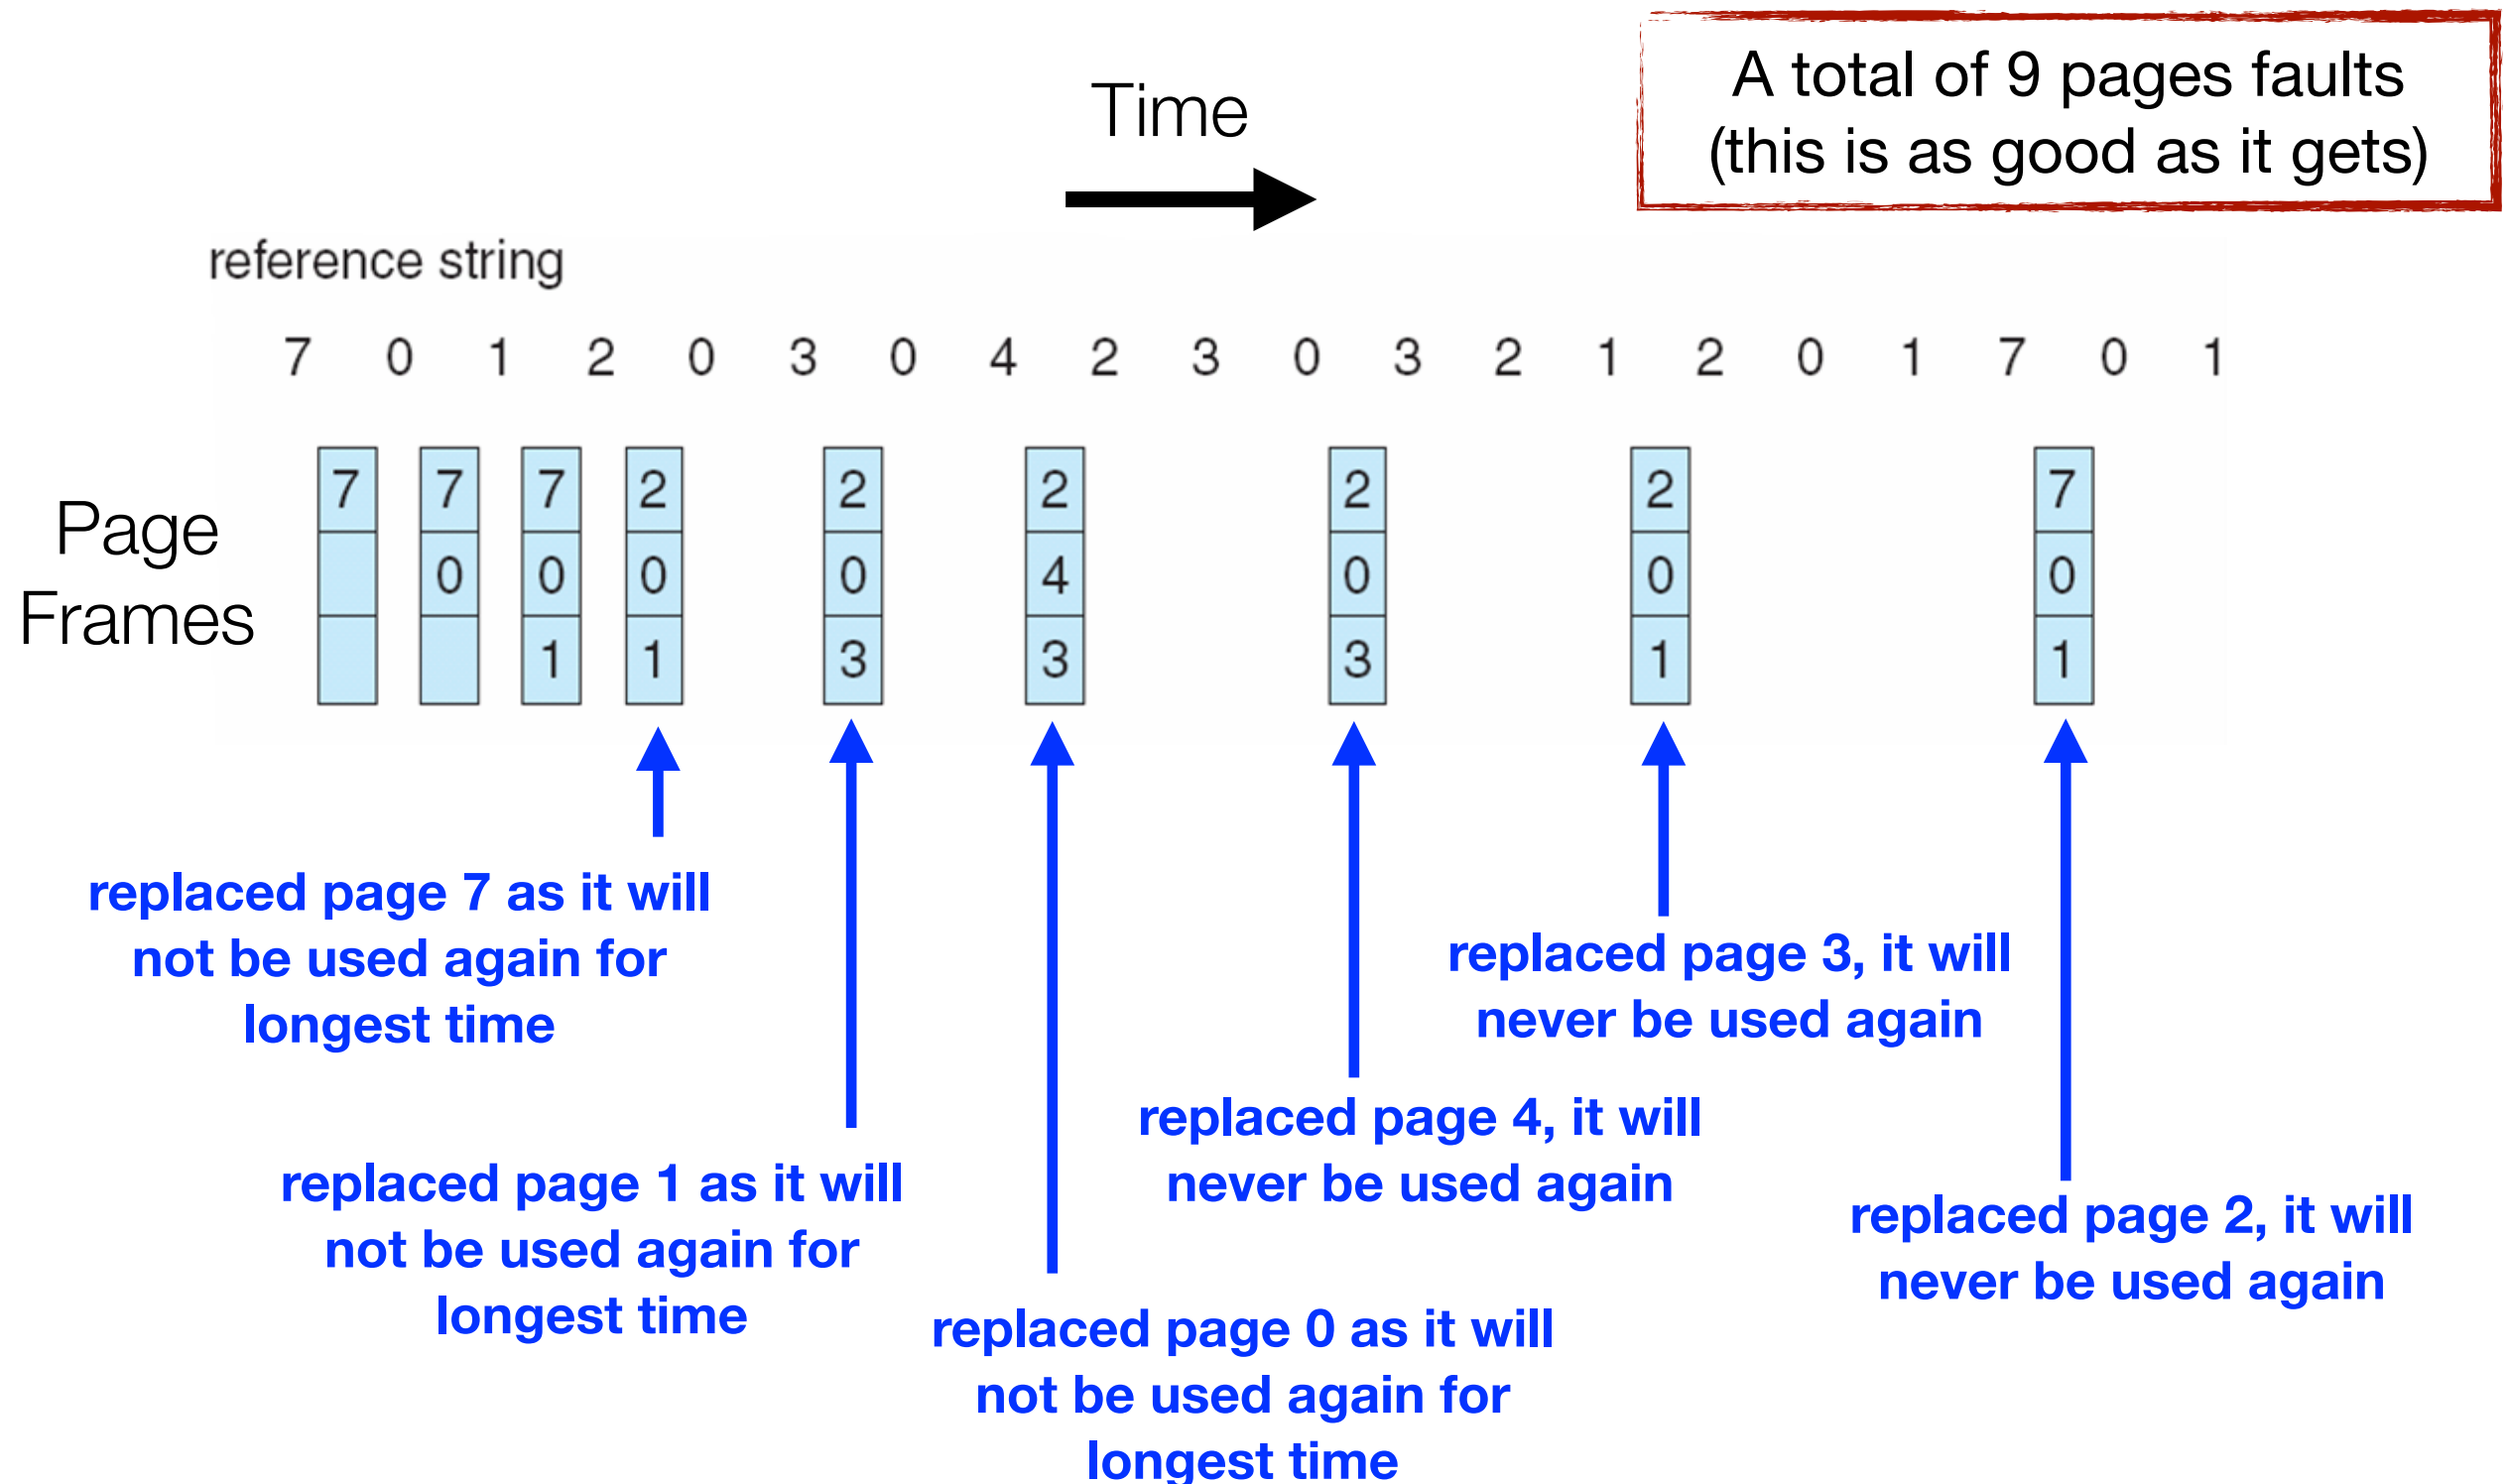 A total of 9 pages faults
(this is as good as it gets)
Time
reference string
7 0 1 2 0 3 0 4 2 3 0 3 2 1 2 0 1 7 0 1
Page
Frames
7 7 7 2 2 2 2 2 7
0 0 0 0 4 0 0 0
1 1 3 3 3 1 1
replaced page 7 as it will
not be used again for
longest time
replaced page 1 as it will
not be used again for
longest time
replaced page 0 as it will
not be used again for
longest time
replaced page 4, it will
never be used again
replaced page 3, it will
never be used again
replaced page 2, it will
never be used again